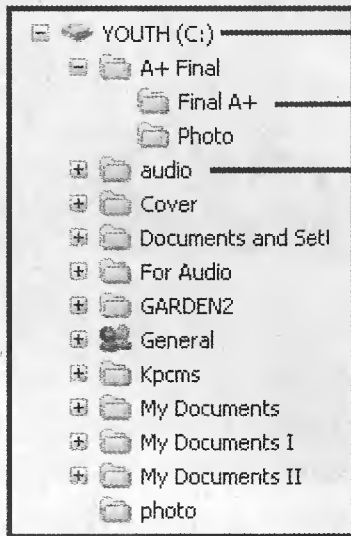 YOUTH (C:)
A+ Final
Final A+
Photo
audio
Cover
Documents and Setl
For Audio
GARDEN2
General
Kpcms
My Documents
My Documents I
My Documents II
photo